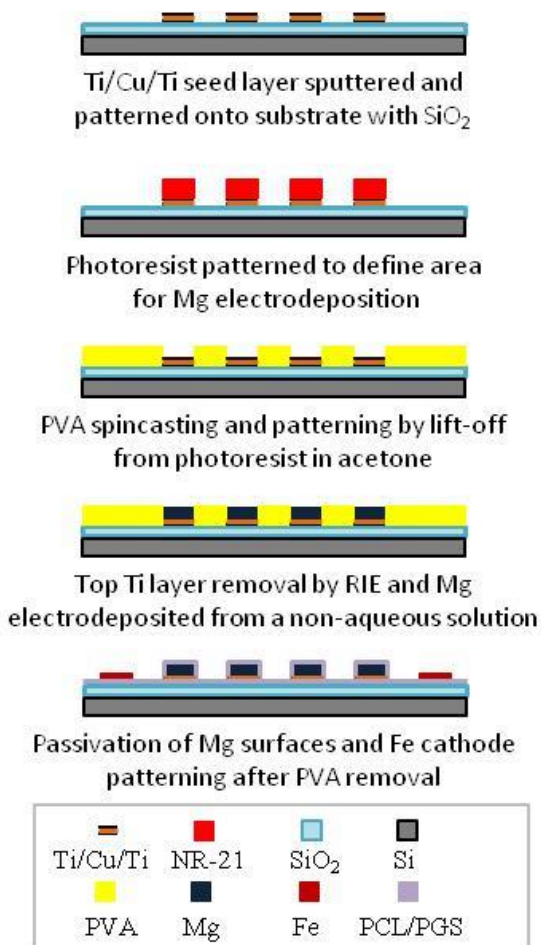 Ti/Cu/Ti seed layer sputtered and
patterned onto substrate with SiO₂
Photoresist patterned to define area
for Mg electrodeposition
PVA spincasting and patterning by lift-off
from photoresist in acetone
Top Ti layer removal by RIE and Mg
electrodeposited from a non-aqueous solution
Passivation of Mg surfaces and Fe cathode
patterning after PVA removal
Ti/Cu/Ti NR-21 SiO₂ Si
PVA Mg Fe PCL/PGS